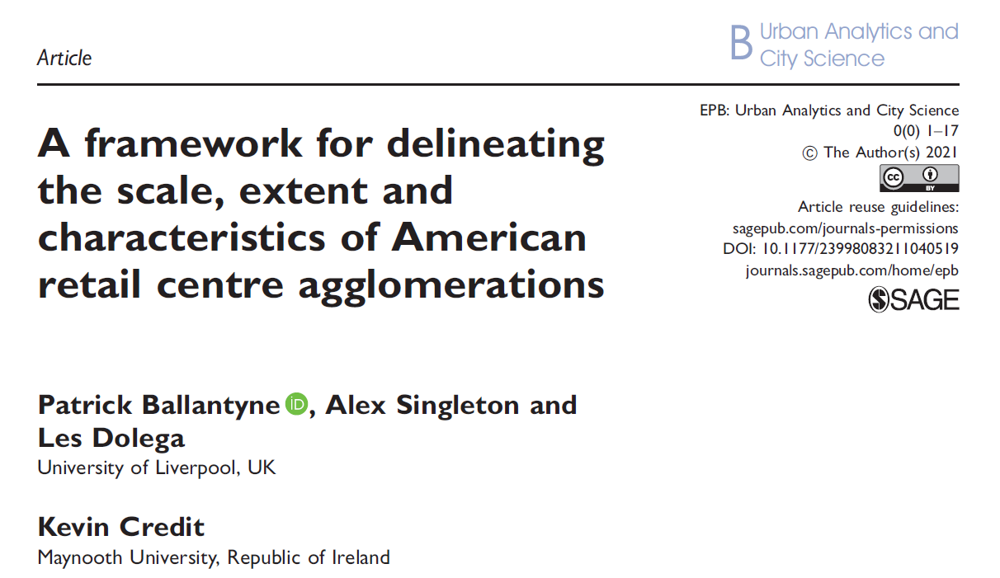 Article
B Urban Analytics and
City Science
A framework for delineating
the scale, extent and
characteristics of American
retail centre agglomerations
EPB: Urban Analytics and City Science
0(0) 1–17
© The Author(s) 2021
cc BY
Article reuse guidelines:
sagepub.com/journals-permissions
DOI: 10.1177/23998083211040519
journals.sagepub.com/home/epb
SSAGE
Patrick Ballantyne iD, Alex Singleton and
Les Dolega
University of Liverpool, UK
Kevin Credit
Maynooth University, Republic of Ireland